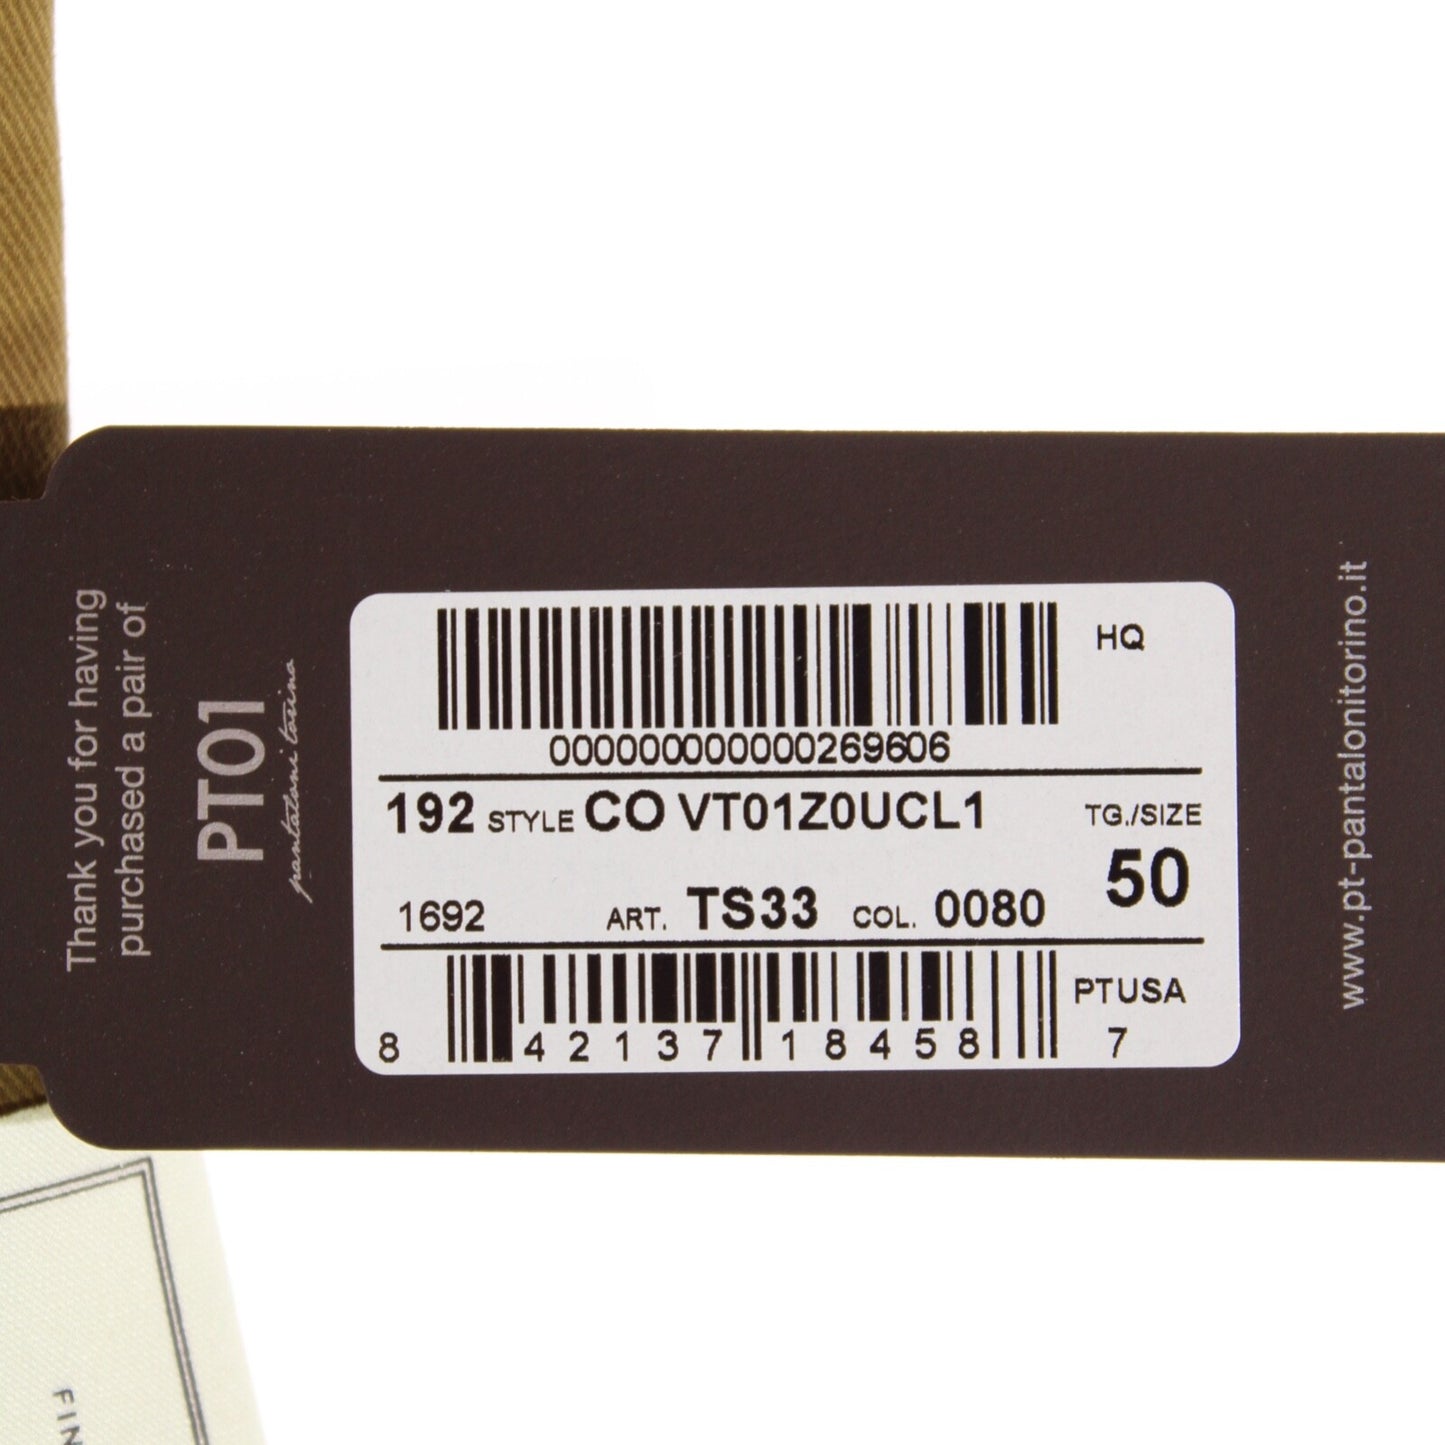 Thank you for having
purchased a pair of
PT01
pantaloni torino
HQ
000000000000269606
192 STYLE CO VT01Z0UCL1 TG./SIZE
50
1692 ART. TS33 COL. 0080
PTUSA
8 42137 18458 7
www.pt-pantalonitorino.it